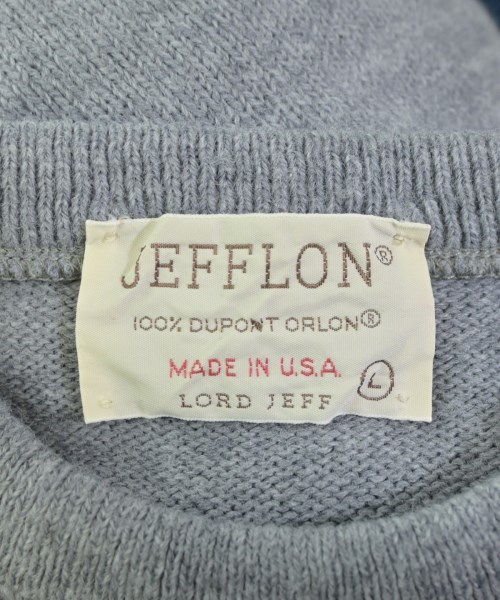 JEFFLON®
100% DUPONT ORLON®
MADE IN U.S.A.
L
LORD JEFF